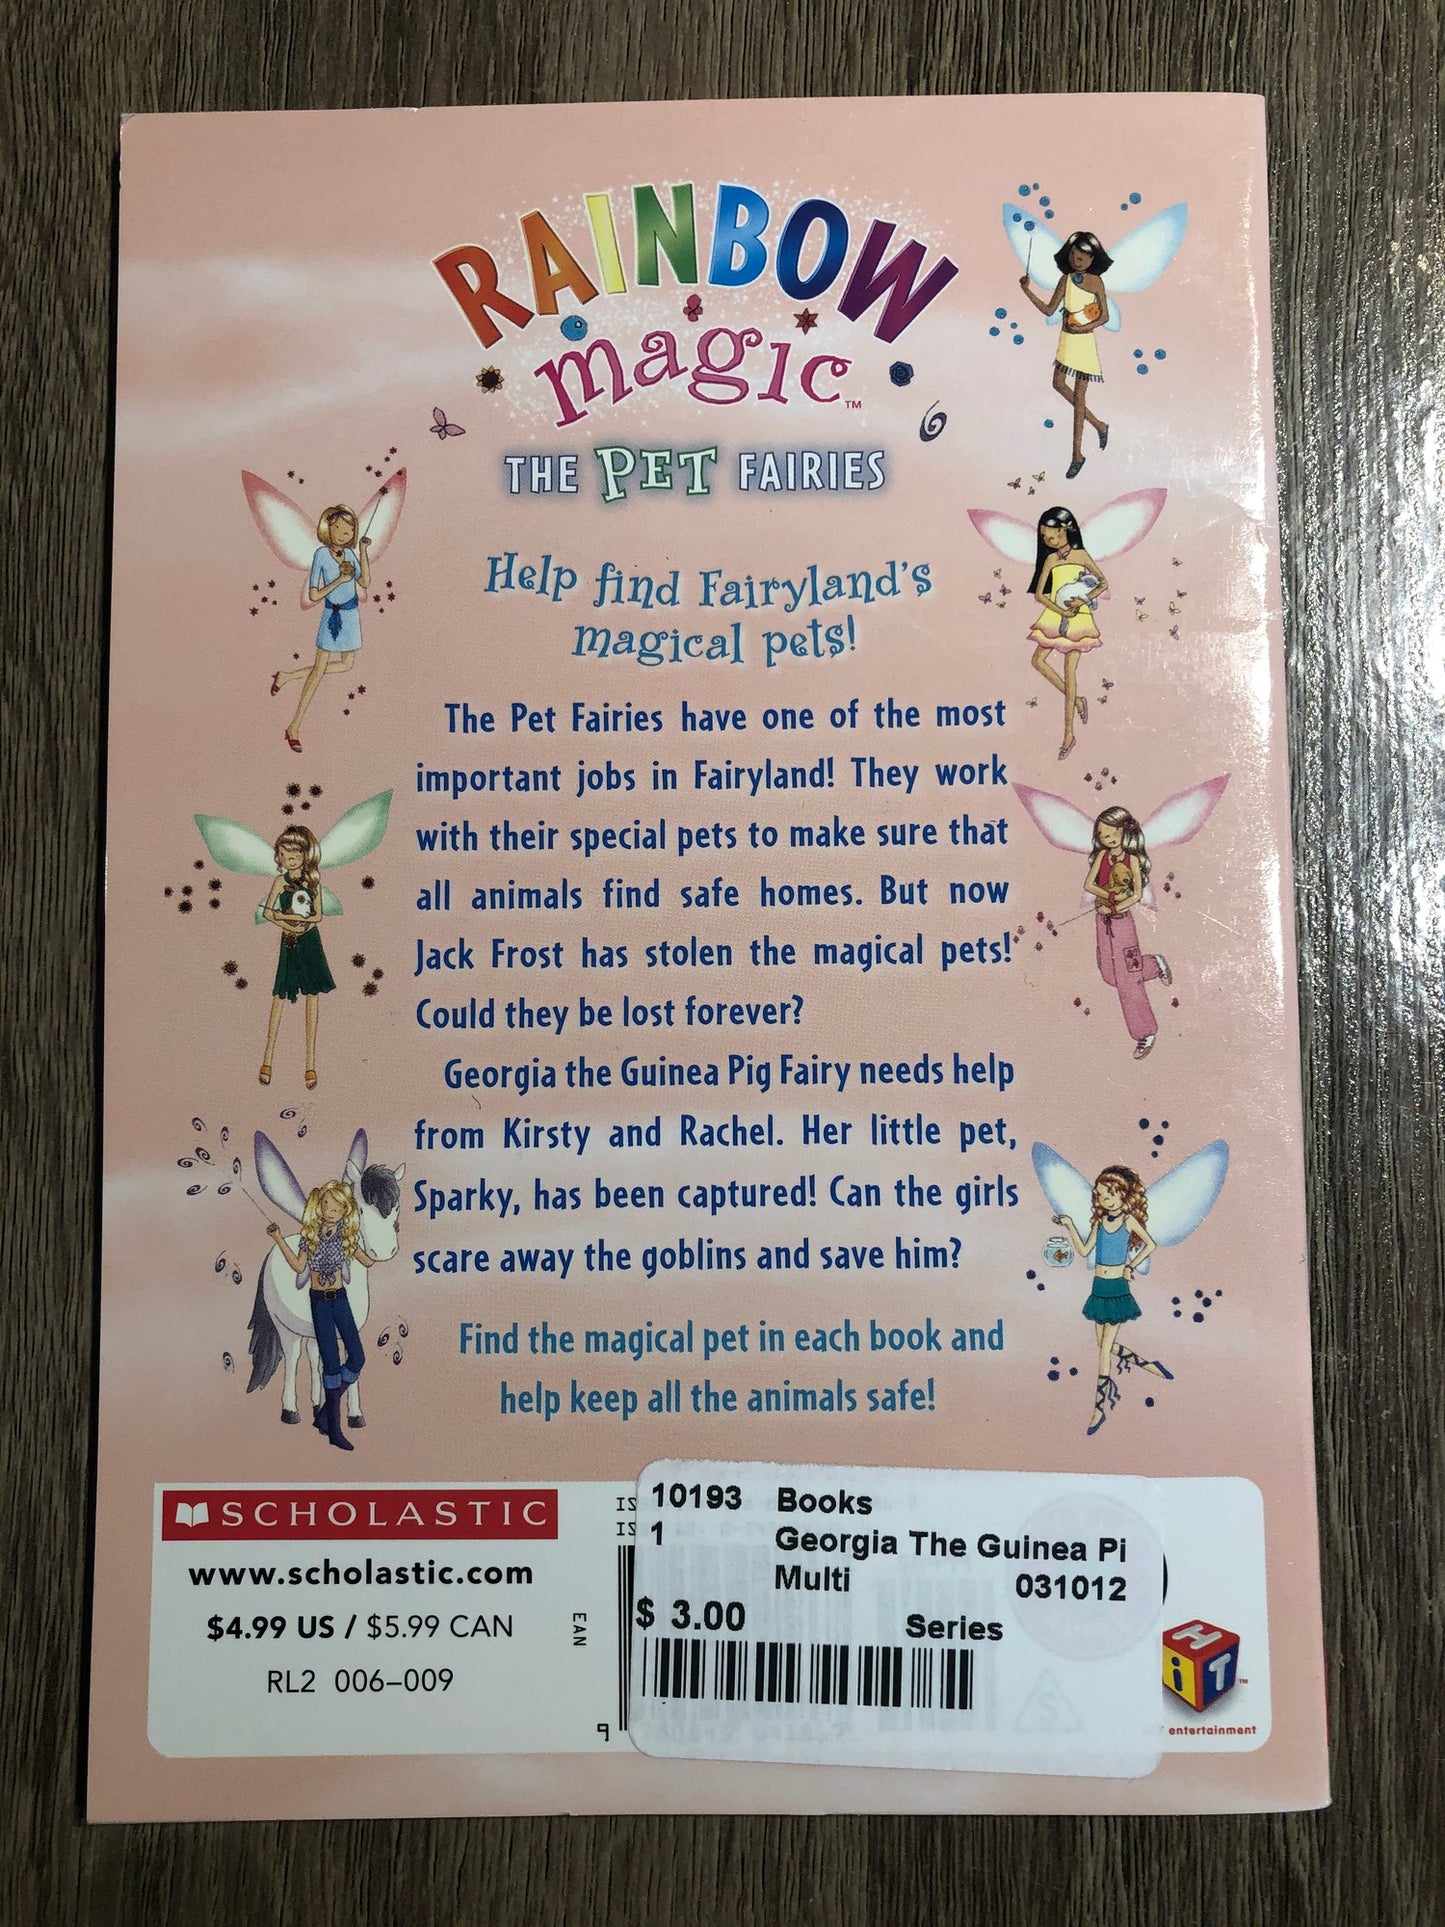 RAINBOW
magic™
THE PET FAIRIES
Help find Fairyland's
magical pets!
The Pet Fairies have one of the most
important jobs in Fairyland! They work
with their special pets to make sure that
all animals find safe homes. But now
Jack Frost has stolen the magical pets!
Could they be lost forever?
Georgia the Guinea Pig Fairy needs help
from Kirsty and Rachel. Her little pet,
Sparky, has been captured! Can the girls
scare away the goblins and save him?
Find the magical pet in each book and
help keep all the animals safe!
SCHOLASTIC
www.scholastic.com
$4.99 US / $5.99 CAN
RL2 006–009
EAN
9
10193 Books
1 Georgia The Guinea Pi
Multi 031012
$ 3.00 Series
HiT™
entertainment